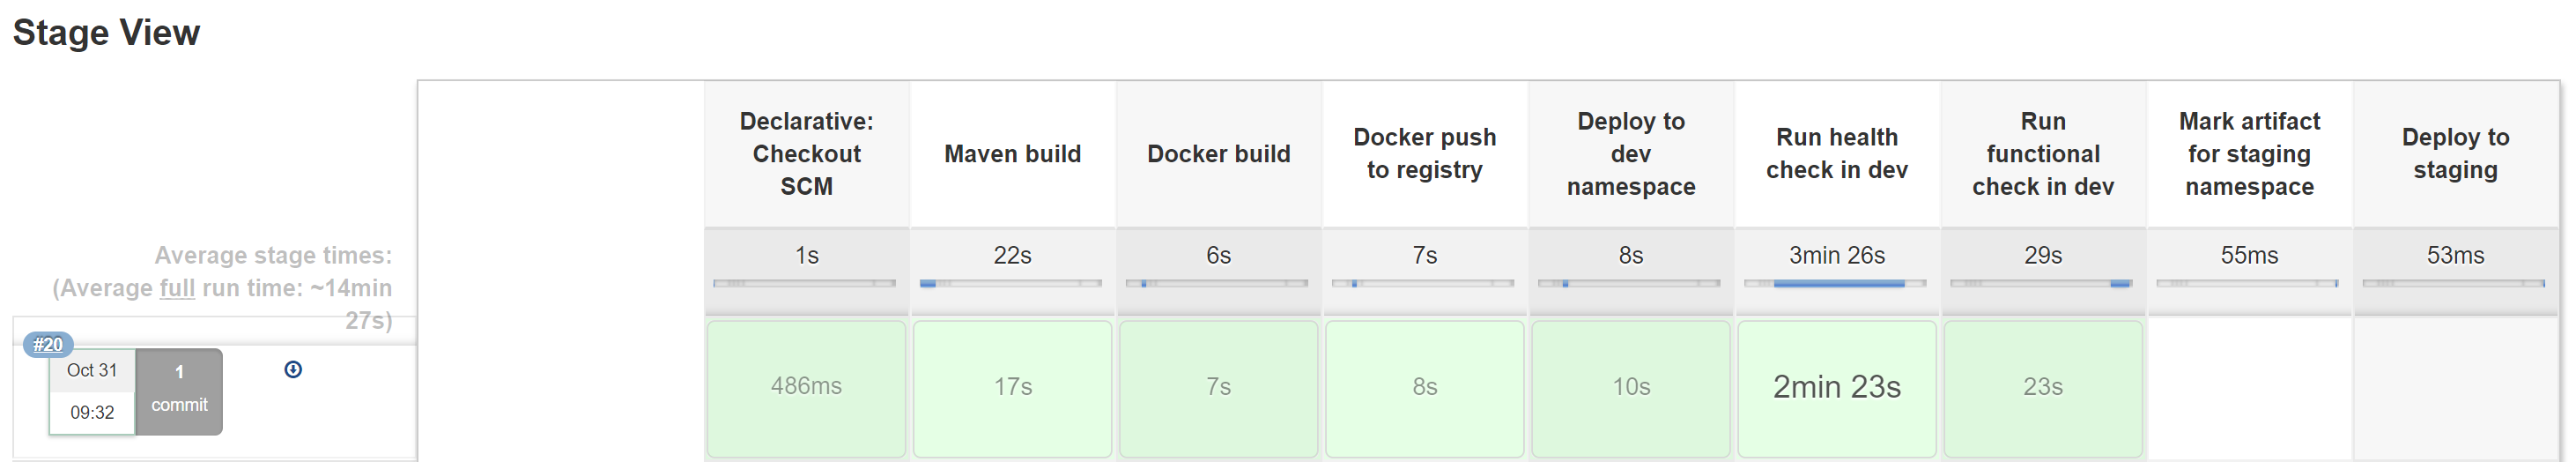 Stage View
Declarative:
Checkout
SCM
Maven build
Docker build
Docker push
to registry
Deploy to
dev
namespace
Run health
check in dev
Run
functional
check in dev
Mark artifact
for staging
namespace
Deploy to
staging
Average stage times:
(Average full run time: ~14min
27s)
1s
22s
6s
7s
8s
3min 26s
29s
55ms
53ms
#20
Oct 31
09:32
1
commit
486ms
17s
7s
8s
10s
2min 23s
23s